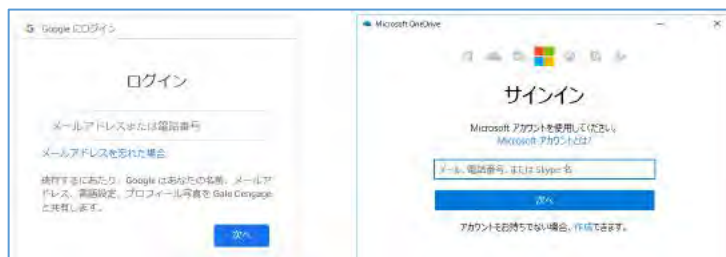 Google にログイン
ログイン
メールアドレスまたは電話番号
メールアドレスを忘れた場合
続行するにあたり、Google はあなたの名前、メールア
ドレス、言語設定、プロフィール写真を Gale Cengage
と共有します。
次へ
Microsoft OneDrive
サインイン
Microsoft アカウントを使用してください。
Microsoft アカウントとは?
メール、電話番号、または Skype 名
次へ
アカウントをお持ちでない場合、作成できます。